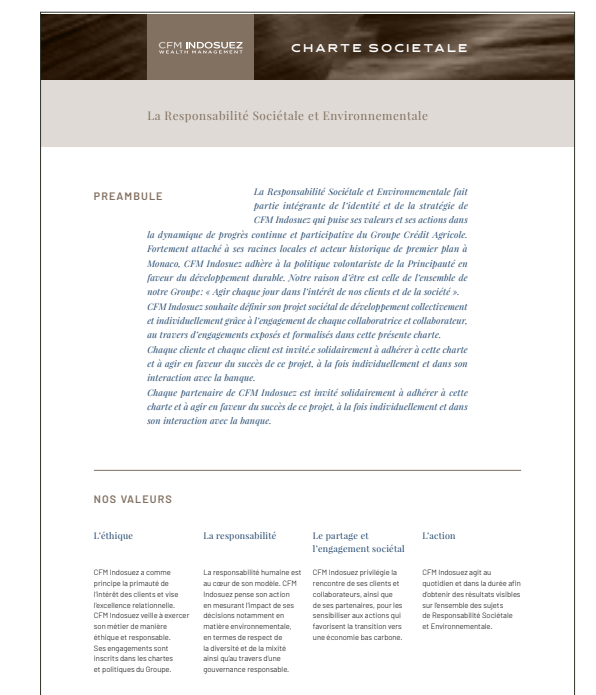 CFM INDOSUEZ
WEALTH MANAGEMENT
CHARTE SOCIETALE
La Responsabilité Sociétale et Environnementale
PREAMBULE
La Responsabilité Sociétale et Environnementale fait
partie intégrante de l'identité et de la stratégie de
CFM Indosuez qui puise ses valeurs et ses actions dans
la dynamique de progrès continue et participative du Groupe Crédit Agricole.
Fortement attaché à ses racines locales et acteur historique de premier plan à
Monaco, CFM Indosuez adhère à la politique volontariste de la Principauté en
faveur du développement durable. Notre raison d'être est celle de l'ensemble de
notre Groupe: « Agir chaque jour dans l'intérêt de nos clients et de la société ».
CFM Indosuez souhaite définir son projet sociétal de développement collectivement
et individuellement grâce à l'engagement de chaque collaboratrice et collaborateur,
au travers d'engagements exposés et formalisés dans cette présente charte.
Chaque cliente et chaque client est invité.e solidairement à adhérer à cette charte
et à agir en faveur du succès de ce projet, à la fois individuellement et dans son
interaction avec la banque.
Chaque partenaire de CFM Indosuez est invité solidairement à adhérer à cette
charte et à agir en faveur du succès de ce projet, à la fois individuellement et dans
son interaction avec la banque.
NOS VALEURS
L'éthique
CFM Indosuez a comme
principe la primauté de
l'intérêt des clients et vise
l'excellence relationnelle.
CFM Indosuez veille à exercer
son métier de manière
éthique et responsable.
Ses engagements sont
inscrits dans les chartes
et politiques du Groupe.
La responsabilité
La responsabilité humaine est
au cœur de son modèle. CFM
Indosuez pense son action
en mesurant l'impact de ses
décisions notamment en
matière environnementale,
en termes de respect de
la diversité et de la mixité
ainsi qu'au travers d'une
gouvernance responsable.
Le partage et
l'engagement sociétal
CFM Indosuez privilégie la
rencontre de ses clients et
collaborateurs, ainsi que
de ses partenaires, pour les
sensibiliser aux actions qui
favorisent la transition vers
une économie bas carbone.
L'action
CFM Indosuez agit au
quotidien et dans la durée afin
d'obtenir des résultats visibles
sur l'ensemble des sujets
de Responsabilité Sociétale
et Environnementale.